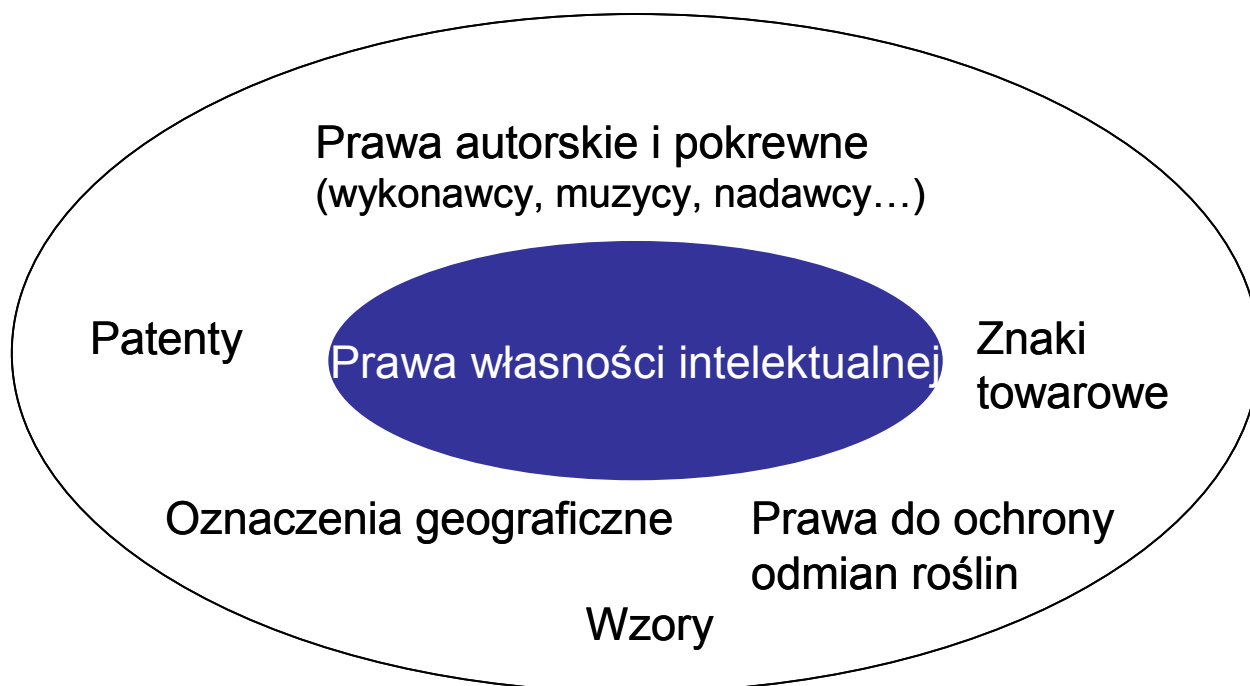 Prawa autorskie i pokrewne
(wykonawcy, muzycy, nadawcy…)
Patenty
Prawa własności intelektualnej
Znaki
towarowe
Oznaczenia geograficzne
Prawa do ochrony
odmian roślin
Wzory